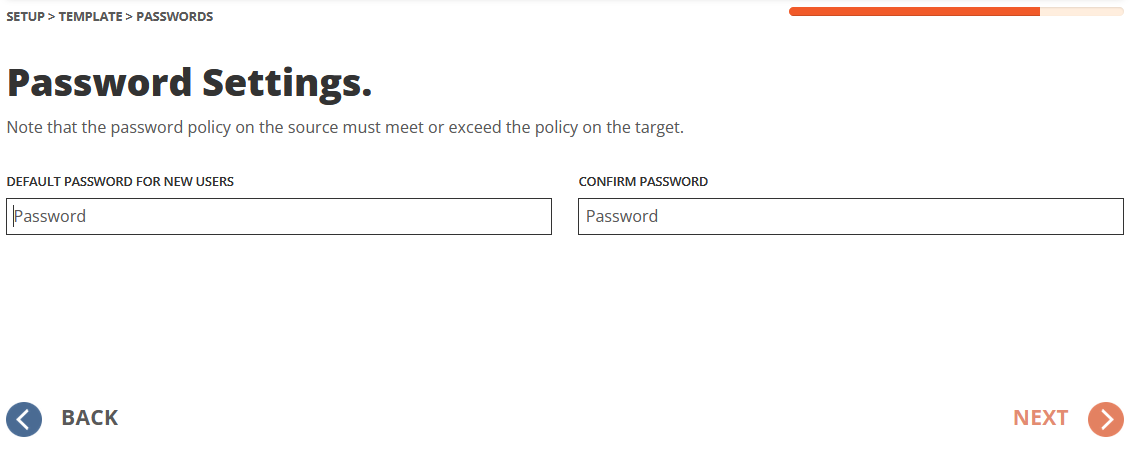 SETUP > TEMPLATE > PASSWORDS
Password Settings.
Note that the password policy on the source must meet or exceed the policy on the target.
DEFAULT PASSWORD FOR NEW USERS
Password
CONFIRM PASSWORD
Password
BACK
NEXT